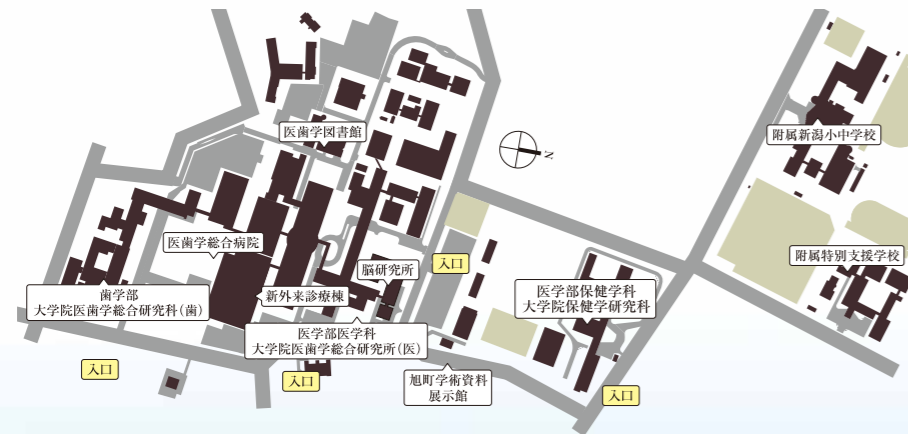 医歯学図書館
N
附属新潟小中学校
医歯学総合病院
脳研究所
入口
附属特別支援学校
歯学部
大学院医歯学総合研究科(歯)
新外来診療棟
医学部保健学科
大学院保健学研究科
医学部医学科
大学院医歯学総合研究所(医)
入口
入口
旭町学術資料
展示館
入口